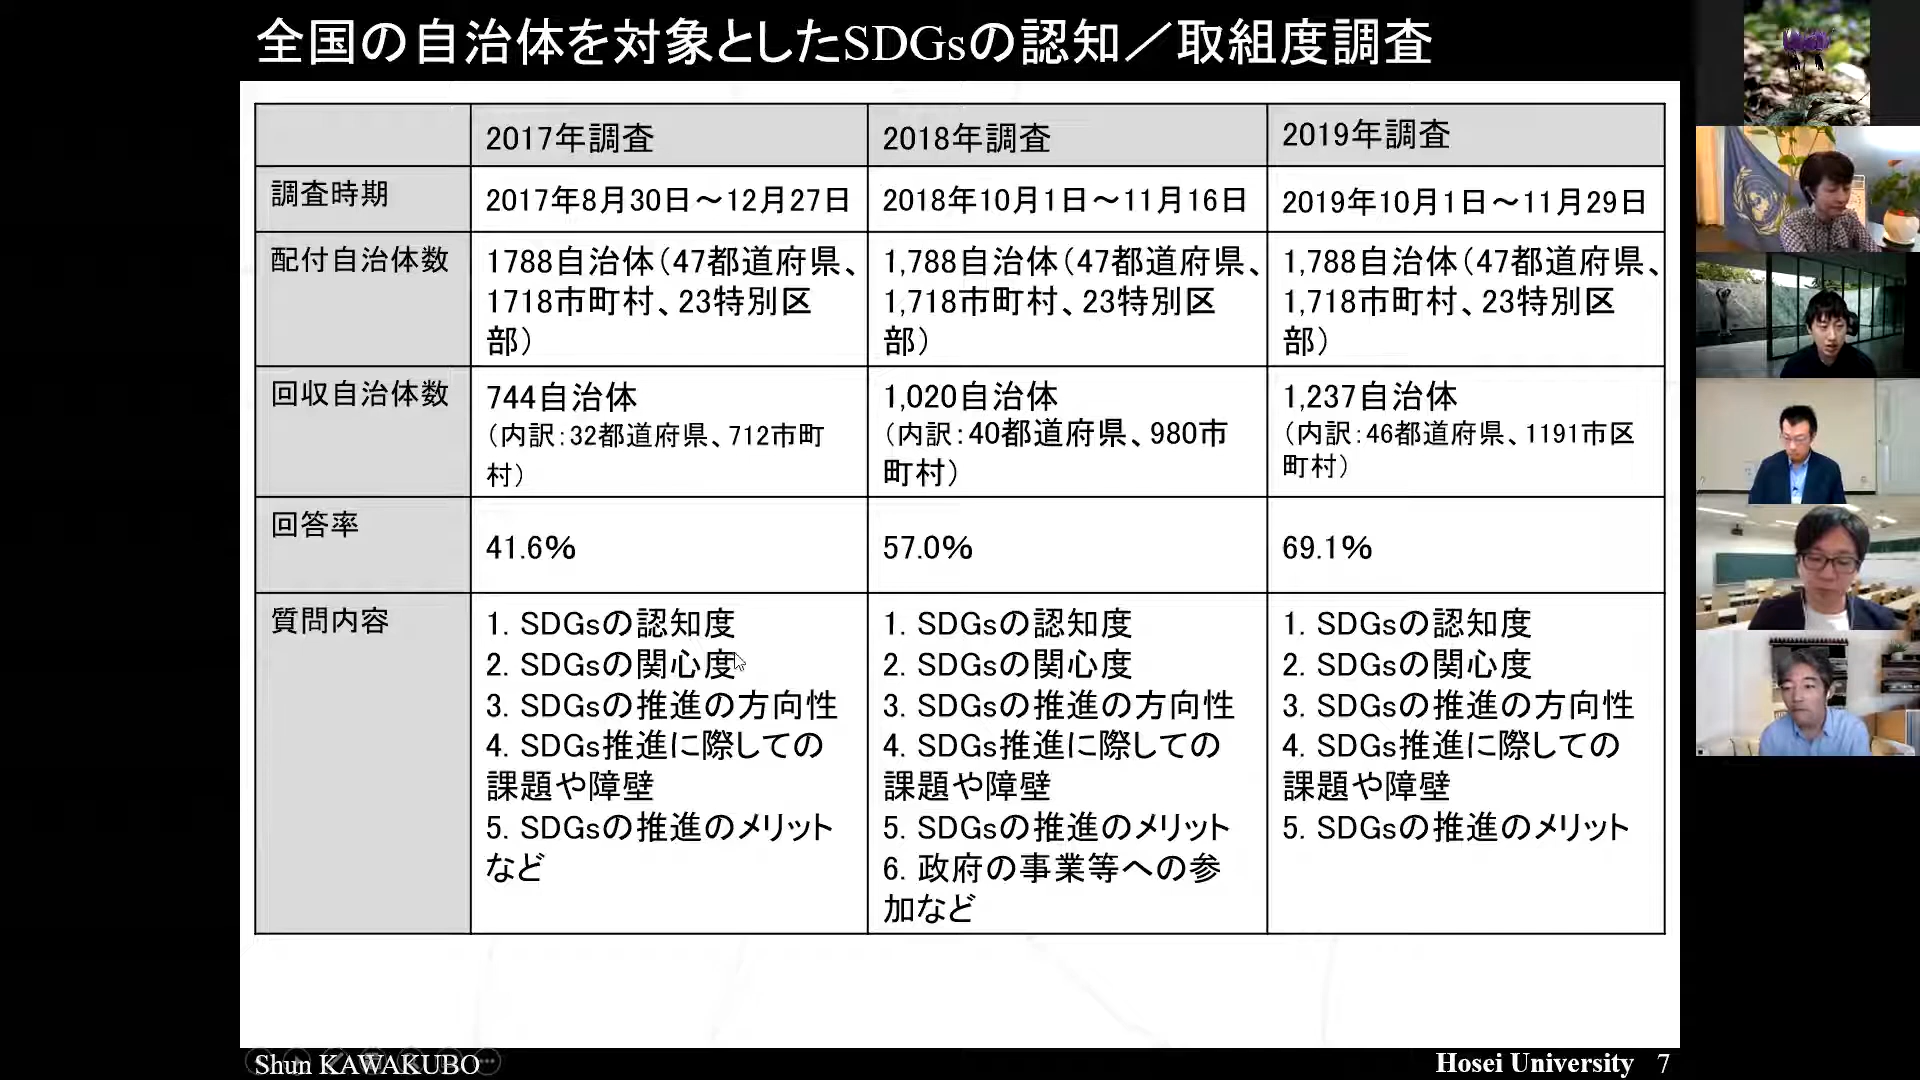 全国の自治体を対象としたSDGsの認知／取組度調査
2017年調査
2018年調査
2019年調査
調査時期
2017年8月30日～12月27日
2018年10月1日～11月16日
2019年10月1日～11月29日
配付自治体数
1788自治体（47都道府県、
1718市町村、23特別区
部）
1,788自治体（47都道府県、
1,718市町村、23特別区
部）
1,788自治体（47都道府県、
1,718市町村、23特別区
部）
回収自治体数
744自治体
（内訳：32都道府県、712市町
村）
1,020自治体
（内訳：40都道府県、980市
町村）
1,237自治体
（内訳：46都道府県、1191市区
町村）
回答率
41.6%
57.0%
69.1%
質問内容
1. SDGsの認知度
2. SDGsの関心度
3. SDGsの推進の方向性
4. SDGs推進に際しての
課題や障壁
5. SDGsの推進のメリット
など
1. SDGsの認知度
2. SDGsの関心度
3. SDGsの推進の方向性
4. SDGs推進に際しての
課題や障壁
5. SDGsの推進のメリット
6. 政府の事業等への参
加など
1. SDGsの認知度
2. SDGsの関心度
3. SDGsの推進の方向性
4. SDGs推進に際しての
課題や障壁
5. SDGsの推進のメリット
Shun KAWAKUBO
Hosei University 7